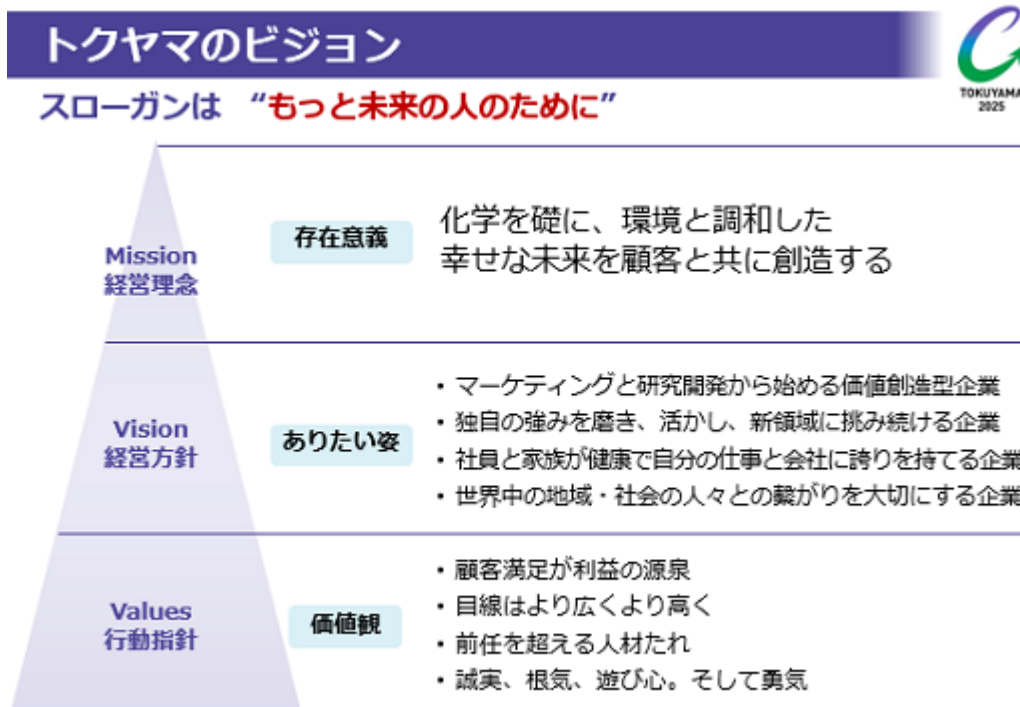 トクヤマのビジョン
TOKUYAMA
2025
スローガンは “もっと未来の人のために”
Mission
経営理念
存在意義
化学を礎に、環境と調和した
幸せな未来を顧客と共に創造する
Vision
経営方針
ありたい姿
・マーケティングと研究開発から始める価値創造型企業
・独自の強みを磨き、活かし、新領域に挑み続ける企業
・社員と家族が健康で自分の仕事と会社に誇りを持てる企業
・世界中の地域・社会の人々との繋がりを大切にする企業
Values
行動指針
価値観
・顧客満足が利益の源泉
・目線はより広くより高く
・前任を超える人材たれ
・誠実、根気、遊び心。そして勇気